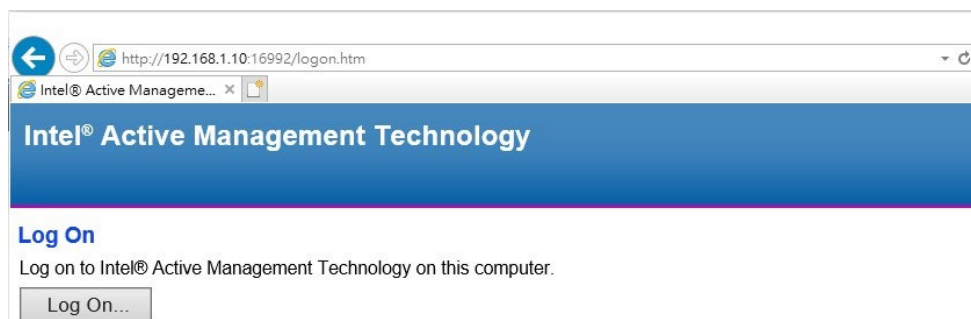 http://192.168.1.10:16992/logon.htm
Intel® Active Manageme...
Intel® Active Management Technology
Log On
Log on to Intel® Active Management Technology on this computer.
Log On...